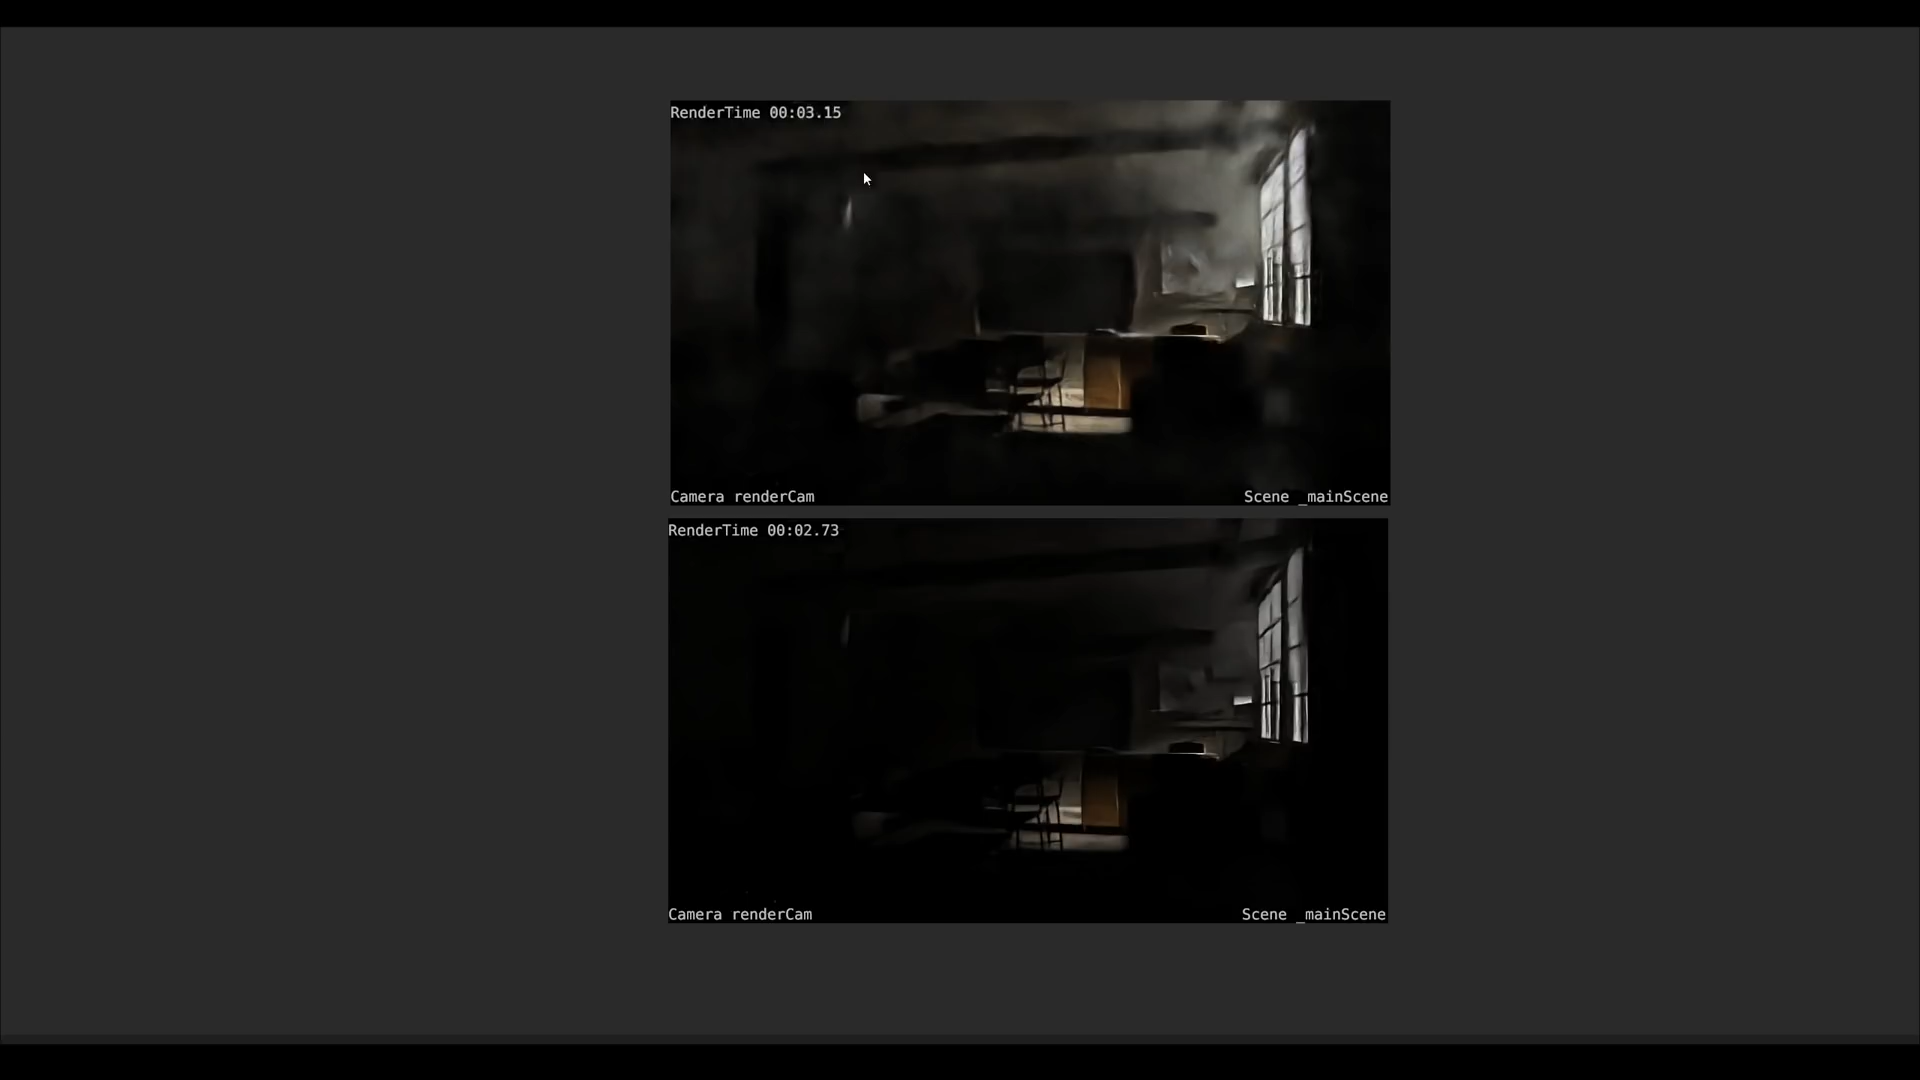 RenderTime 00:03.15
Camera renderCam
Scene _mainScene
RenderTime 00:02.73
Camera renderCam
Scene _mainScene